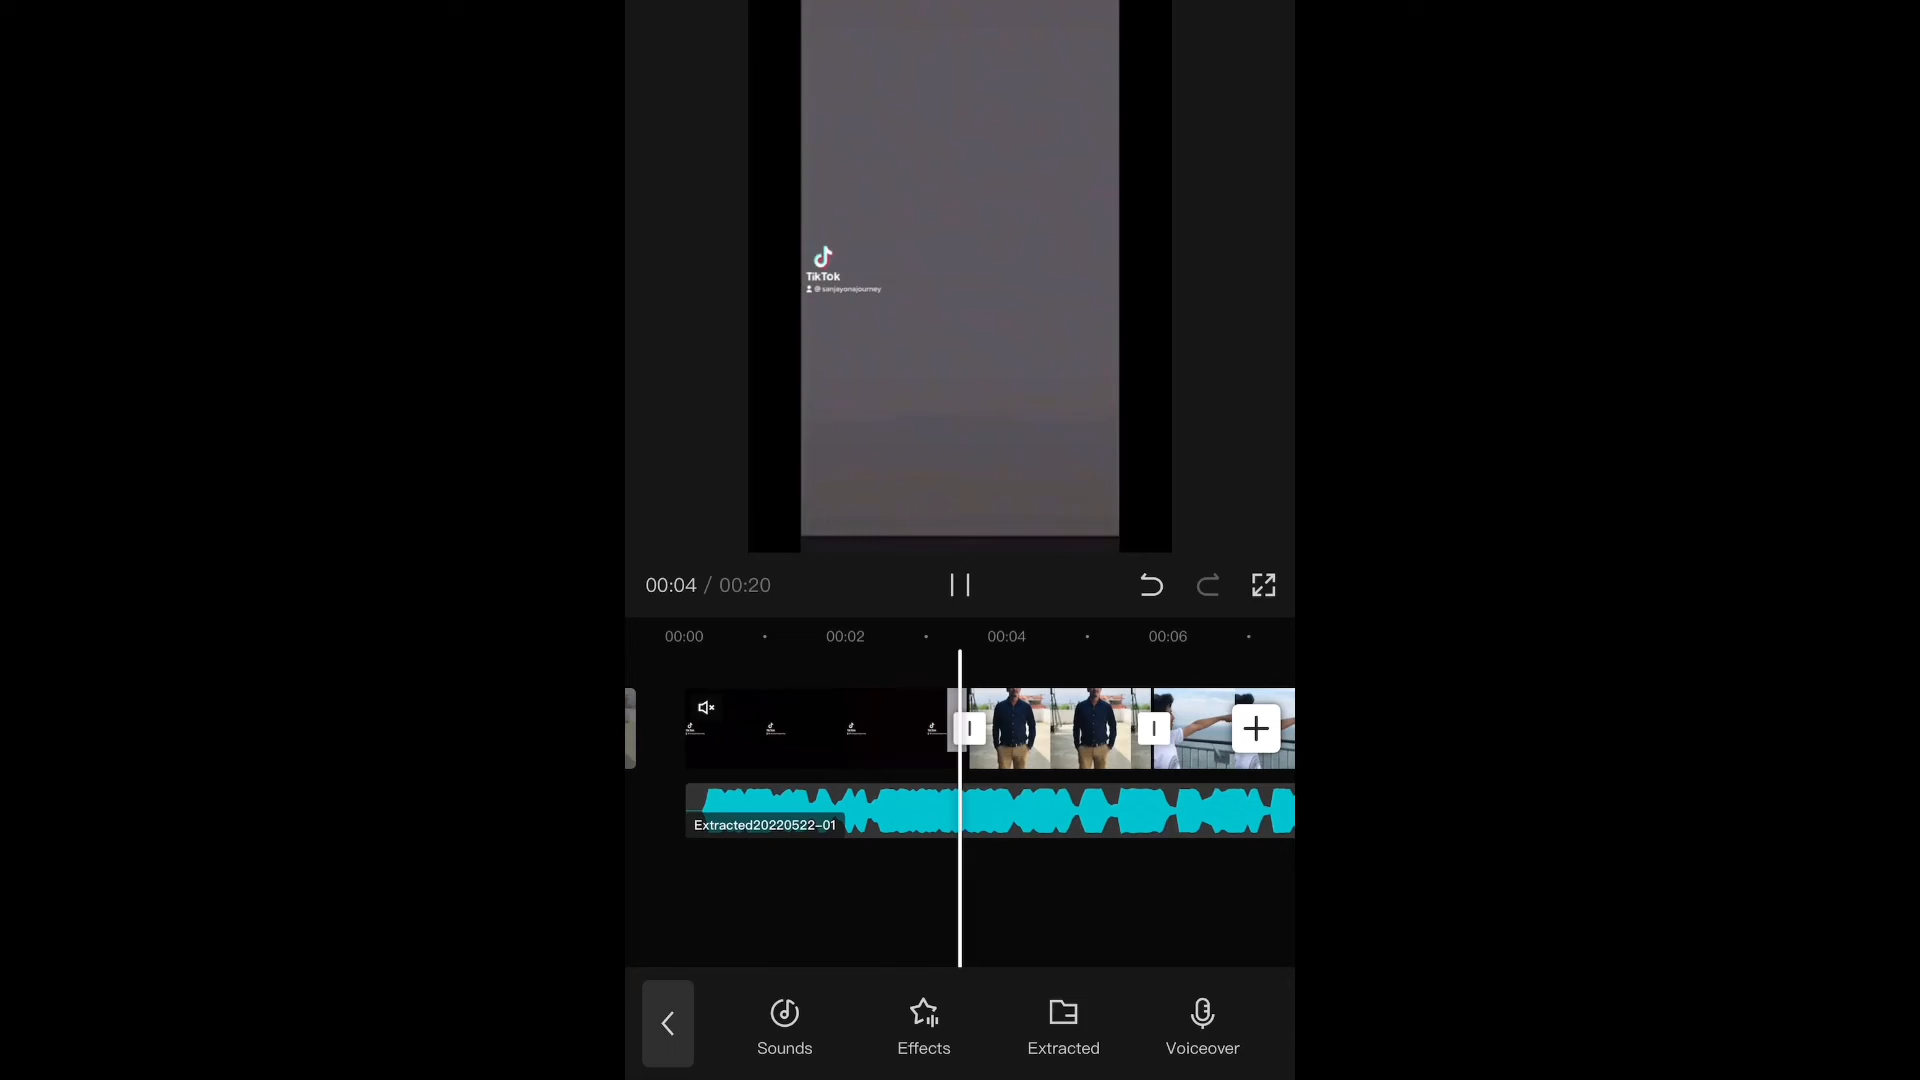 TikTok
@sanjayonajourney
00:04 / 00:20
00:00 00:02 00:04 00:06
Extracted20220522-01
Sounds Effects Extracted Voiceover